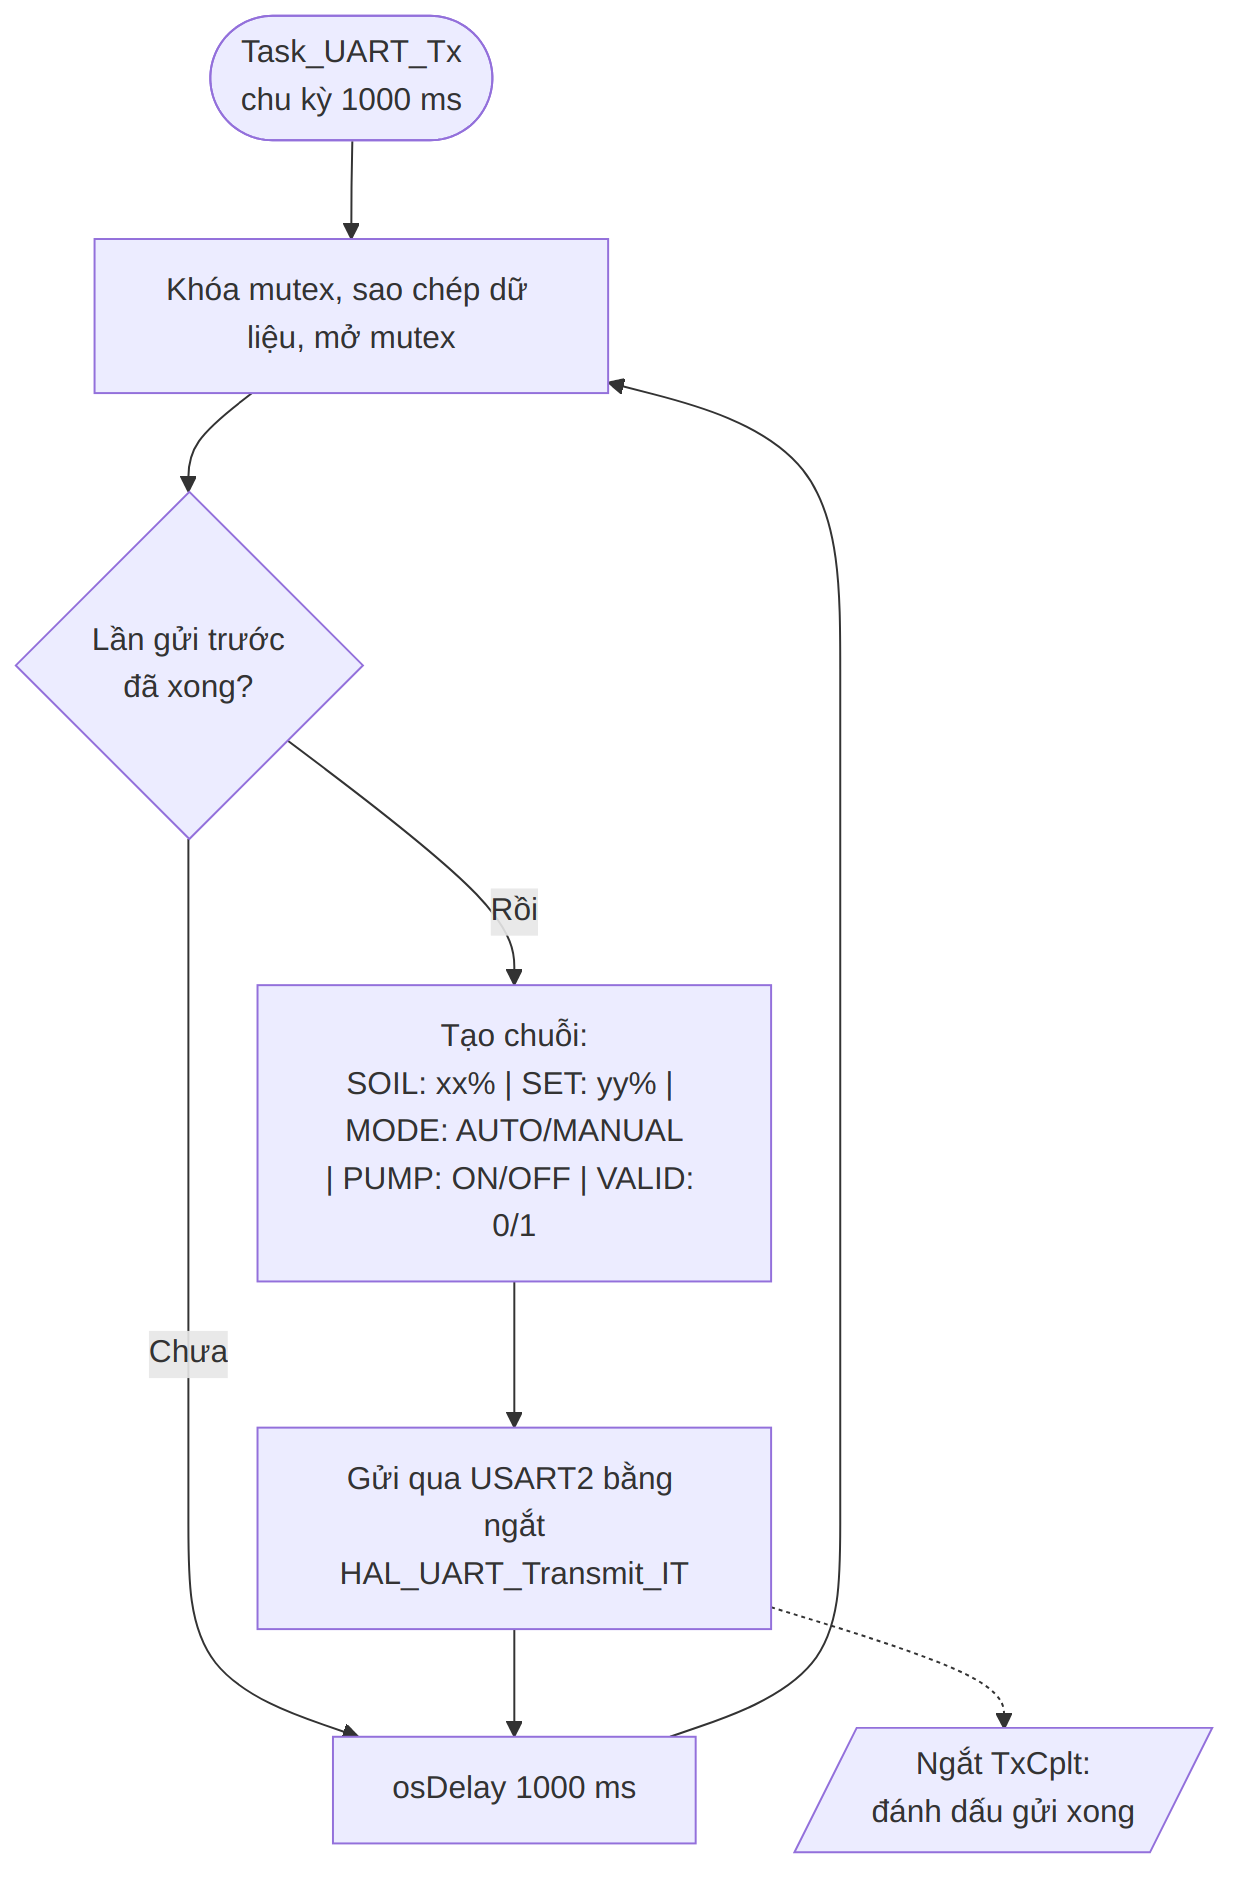 Task_UART_Tx
chu kỳ 1000 ms
Khóa mutex, sao chép dữ
liệu, mở mutex
Lần gửi trước
đã xong?
Rồi
Tạo chuỗi:
SOIL: xx% | SET: yy% |
MODE: AUTO/MANUAL
| PUMP: ON/OFF | VALID:
0/1
Chưa
Gửi qua USART2 bằng
ngắt
HAL_UART_Transmit_IT
osDelay 1000 ms
Ngắt TxCplt:
đánh dấu gửi xong